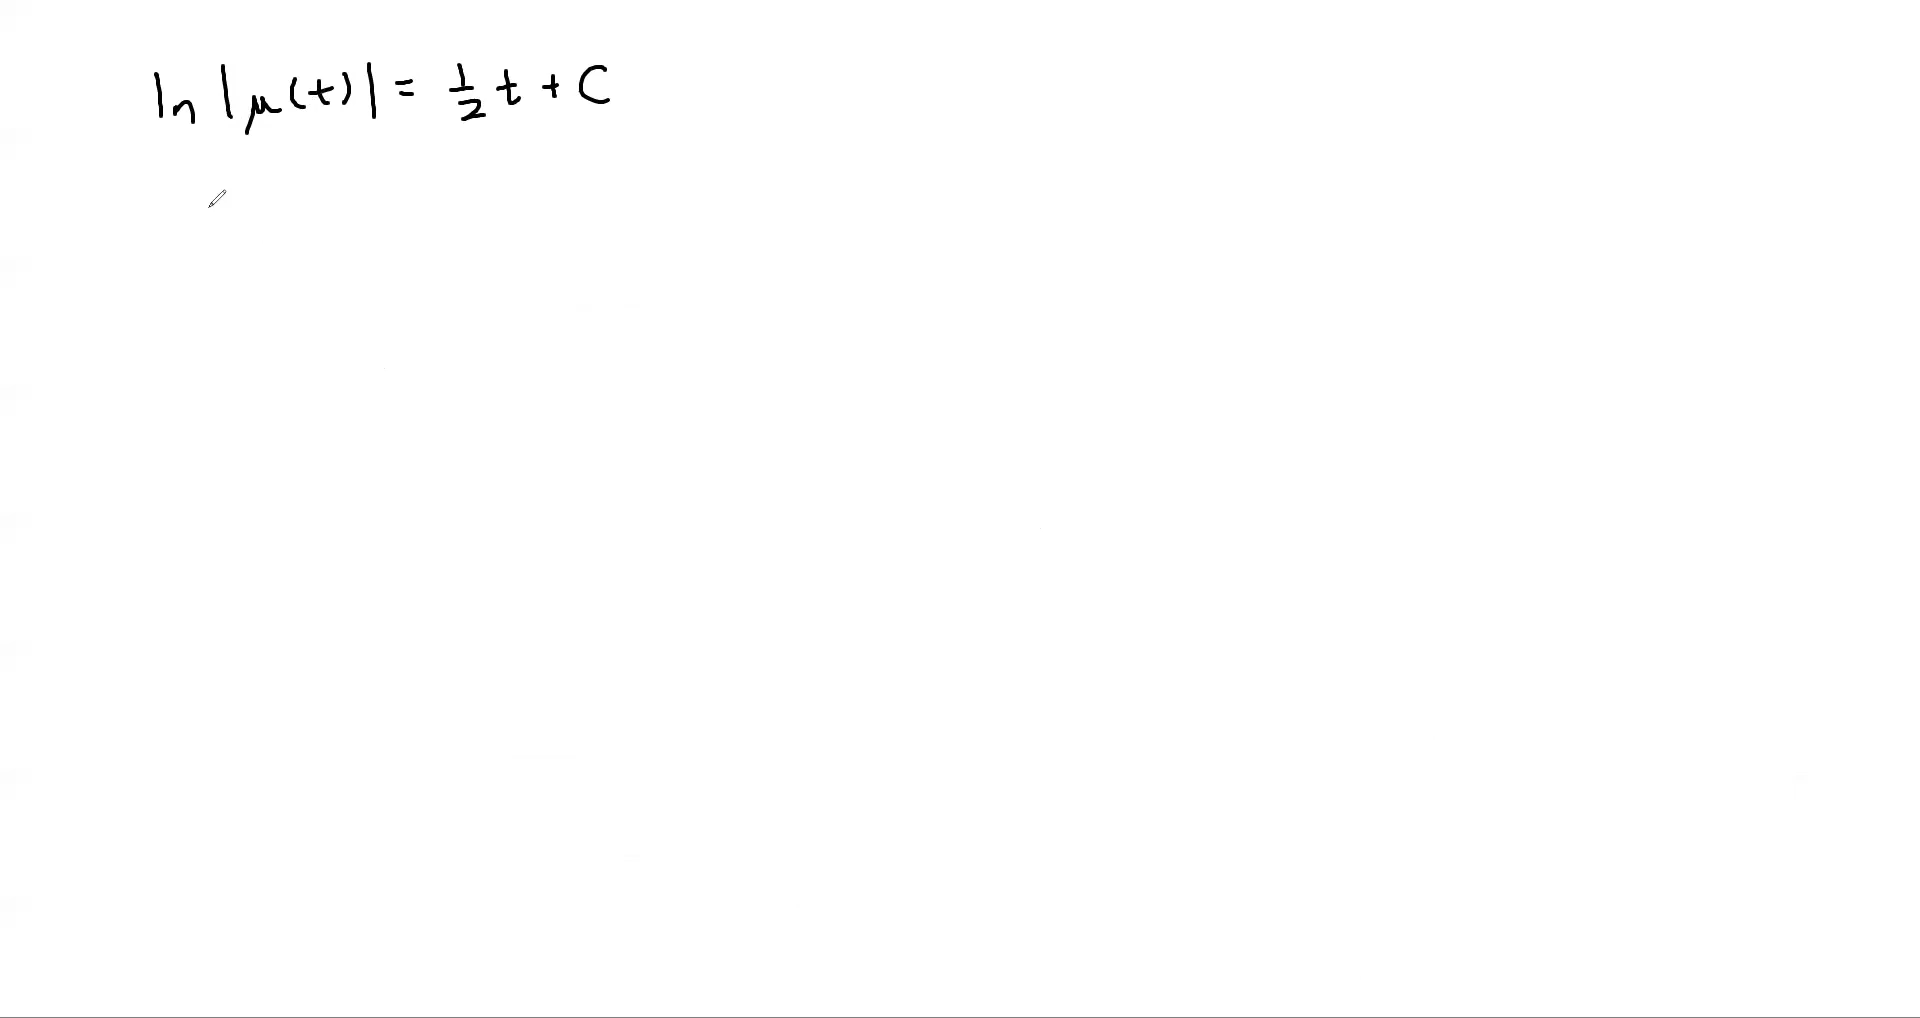 ln |μ(t)| = ½ t + C